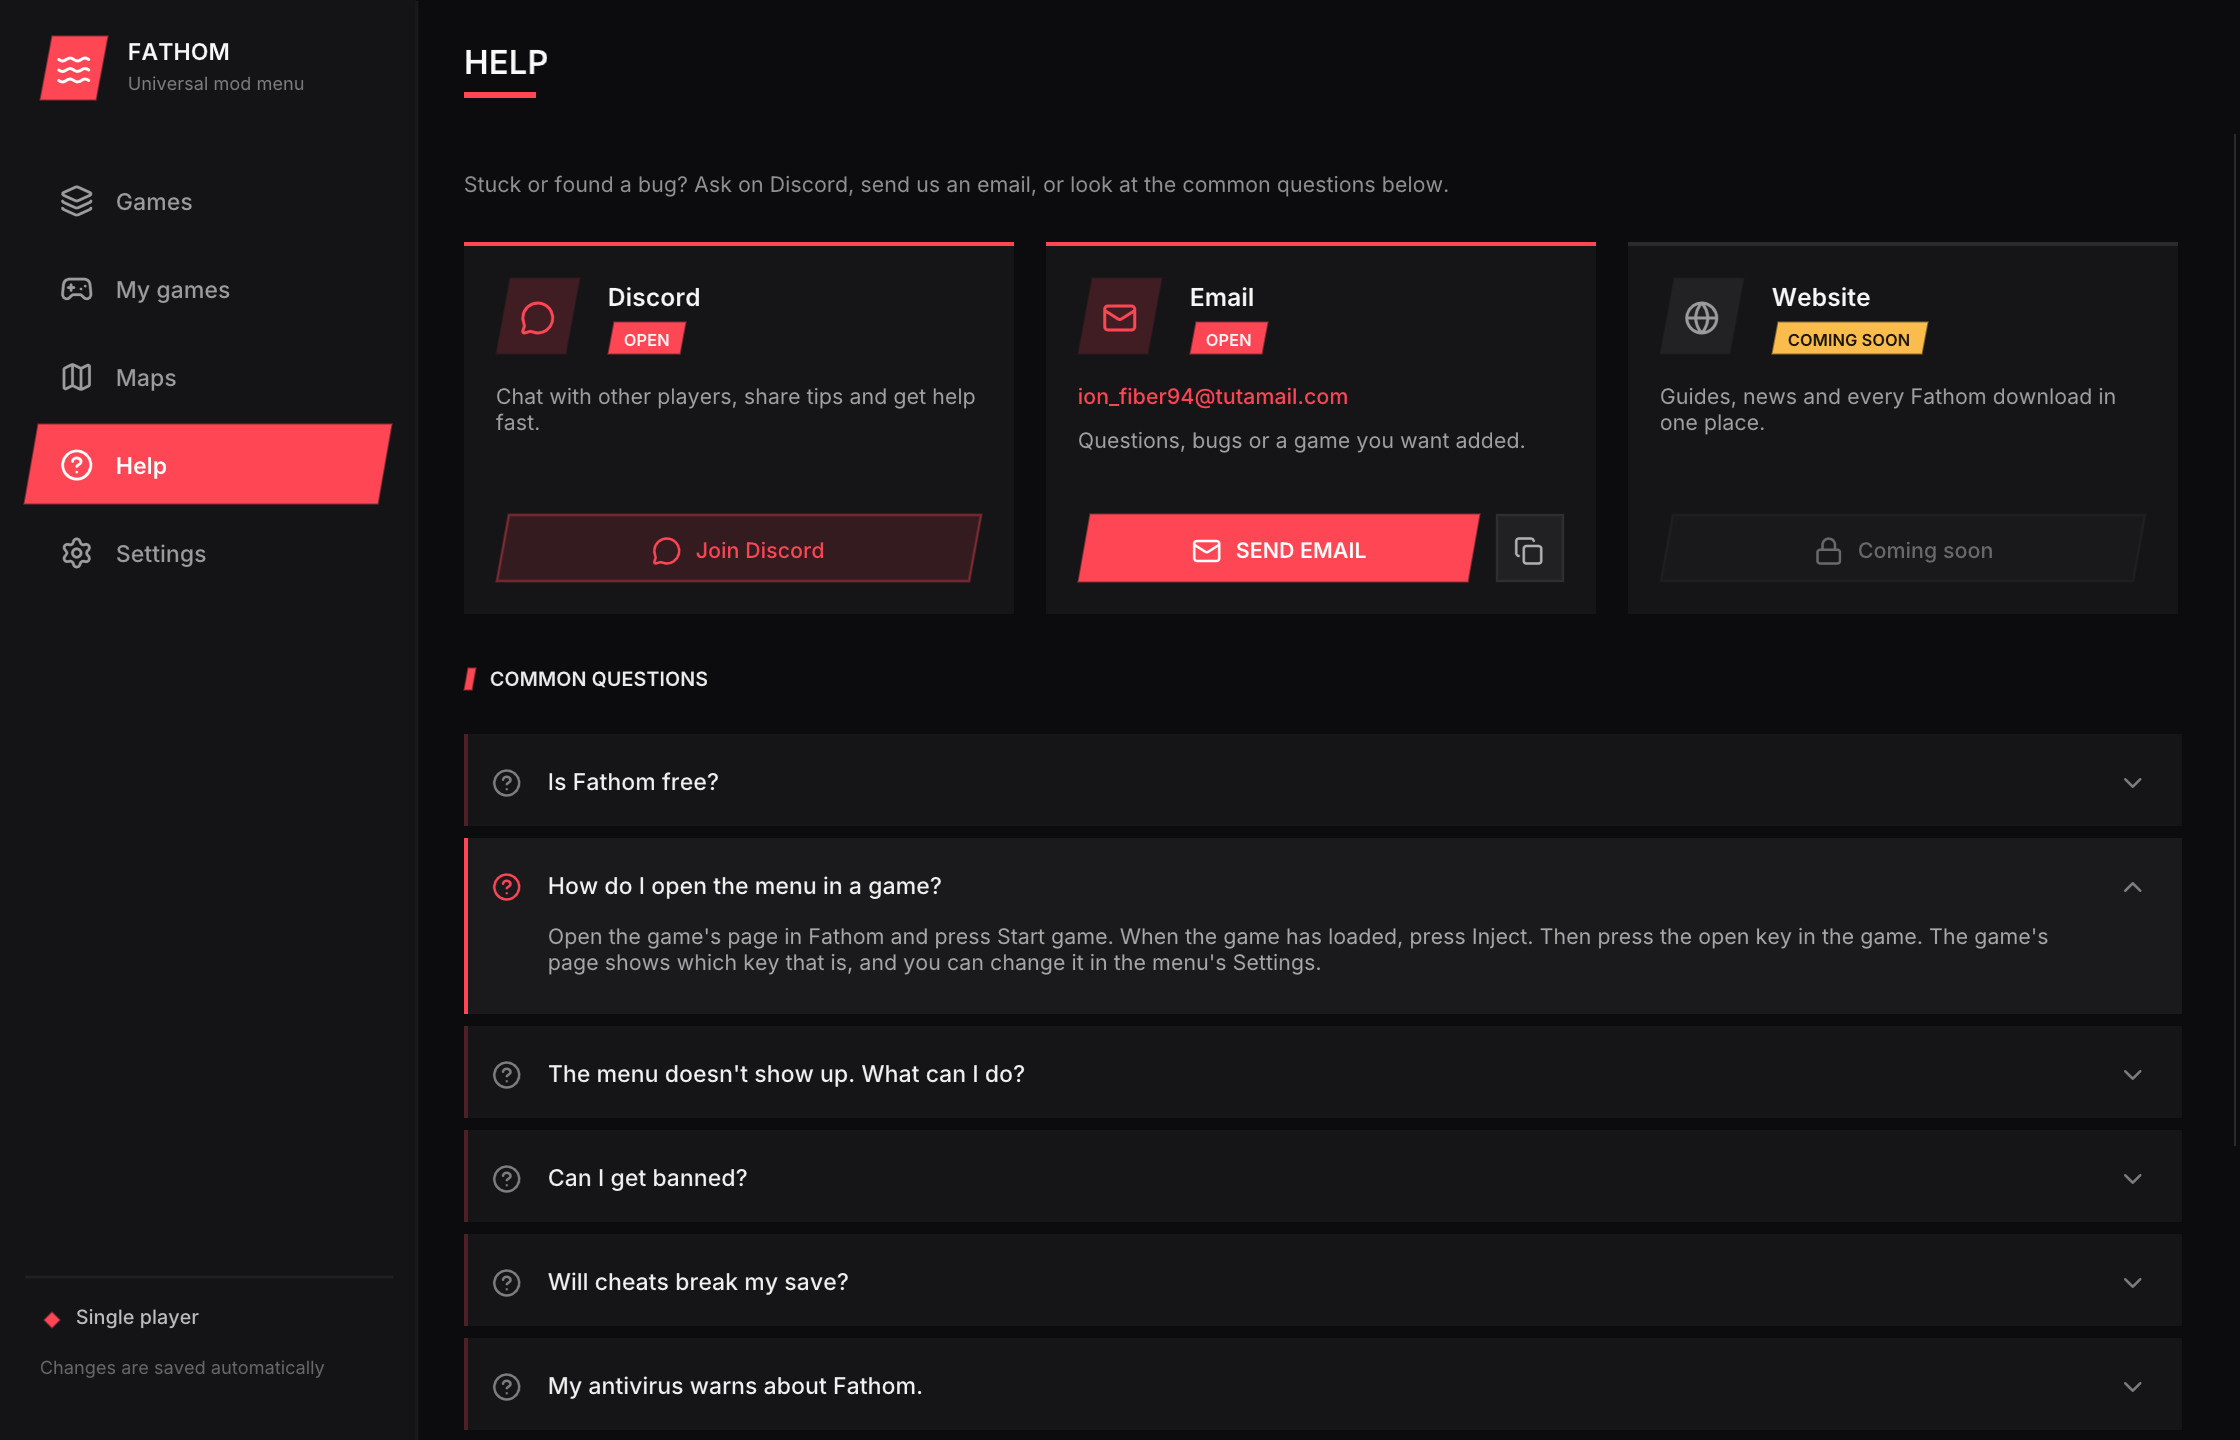 FATHOM
Universal mod menu
Games
My games
Maps
Help
Settings
Single player
Changes are saved automatically
HELP
Stuck or found a bug? Ask on Discord, send us an email, or look at the common questions below.
Discord
OPEN
Chat with other players, share tips and get help
fast.
Join Discord
Email
OPEN
ion_fiber94@tutamail.com
Questions, bugs or a game you want added.
SEND EMAIL
Website
COMING SOON
Guides, news and every Fathom download in
one place.
Coming soon
COMMON QUESTIONS
Is Fathom free?
How do I open the menu in a game?
Open the game's page in Fathom and press Start game. When the game has loaded, press Inject. Then press the open key in the game. The game's
page shows which key that is, and you can change it in the menu's Settings.
The menu doesn't show up. What can I do?
Can I get banned?
Will cheats break my save?
My antivirus warns about Fathom.